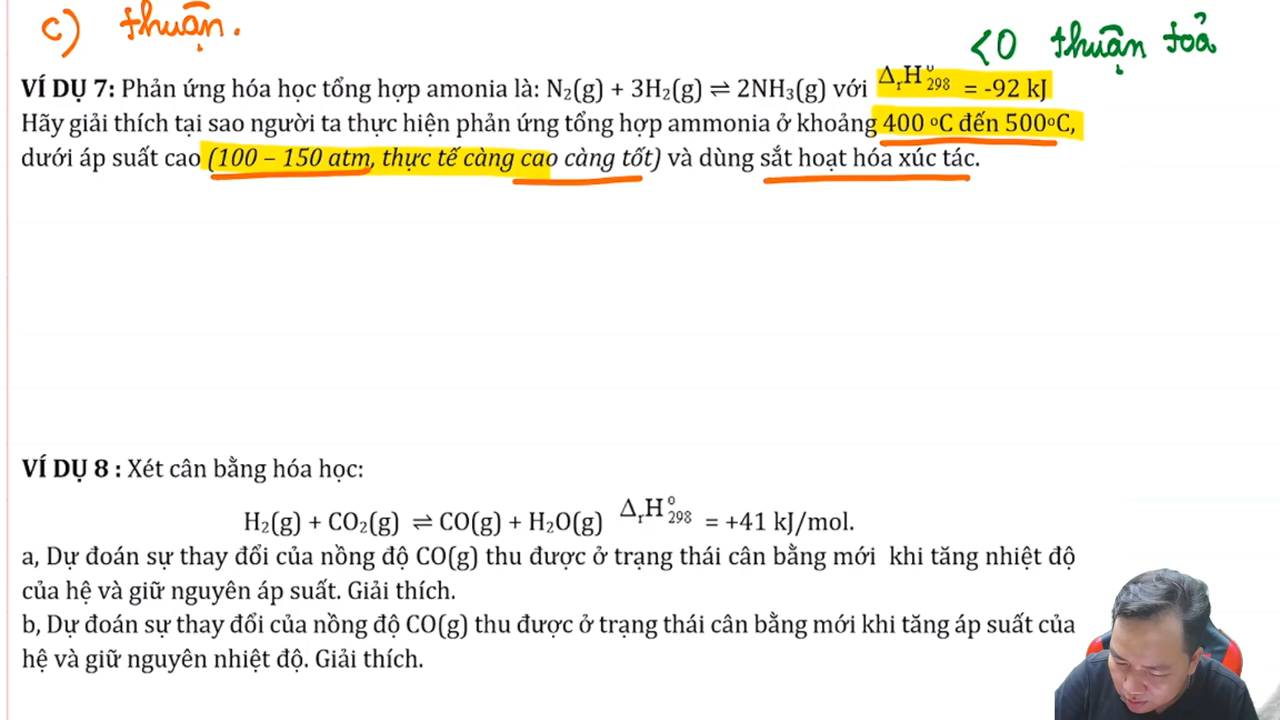 c) thuận.
<0 thuận toả
VÍ DỤ 7: Phản ứng hóa học tổng hợp amonia là: N₂(g) + 3H₂(g) ⇌ 2NH₃(g) với ΔᵣH⁰₂₉₈ = -92 kJ
Hãy giải thích tại sao người ta thực hiện phản ứng tổng hợp ammonia ở khoảng 400 ºC đến 500ºC,
dưới áp suất cao (100 – 150 atm, thực tế càng cao càng tốt) và dùng sắt hoạt hóa xúc tác.
VÍ DỤ 8 : Xét cân bằng hóa học:
H₂(g) + CO₂(g) ⇌ CO(g) + H₂O(g) ΔᵣH⁰₂₉₈ = +41 kJ/mol.
a, Dự đoán sự thay đổi của nồng độ CO(g) thu được ở trạng thái cân bằng mới khi tăng nhiệt độ
của hệ và giữ nguyên áp suất. Giải thích.
b, Dự đoán sự thay đổi của nồng độ CO(g) thu được ở trạng thái cân bằng mới khi tăng áp suất của
hệ và giữ nguyên nhiệt độ. Giải thích.